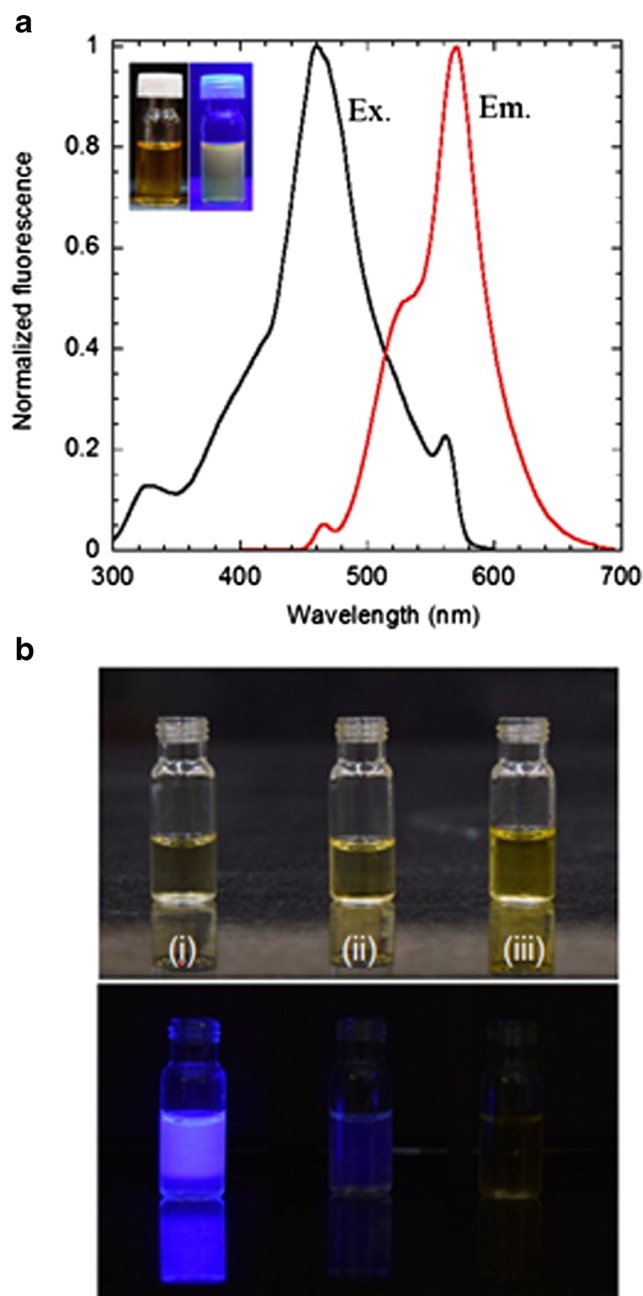 a
1
0.8
0.6
0.4
0.2
0
Normalized fluorescence
Ex.
Em.
300
400
500
600
700
Wavelength (nm)
b
(i)
(ii)
(iii)